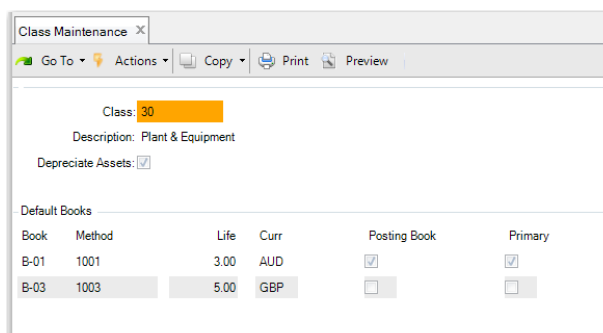 Class Maintenance X
Go To Actions Copy Print Preview
Class: 30
Description: Plant & Equipment
Depreciate Assets:
Default Books
Book Method Life Curr Posting Book Primary
B-01 1001 3.00 AUD
B-03 1003 5.00 GBP